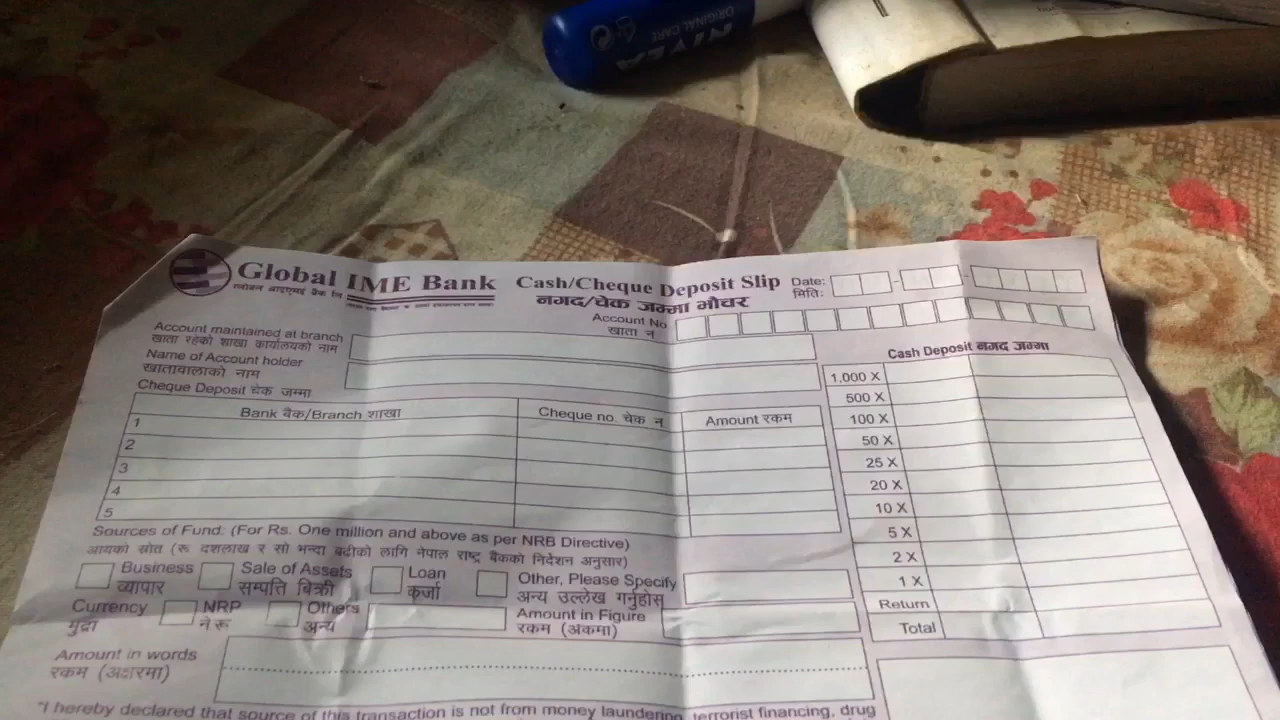 NIVEA
ORIGINAL CARE
Global IME Bank
ग्लोबल आइएमई बैंक लि.
Cash/Cheque Deposit Slip
नगद/चेक जम्मा भौचर
Date:
मितिः
Account No
खाता न
Account maintained at branch
खाता रहेको शाखा कार्यालयको नाम
Name of Account holder
खातावालाको नाम
Cheque Deposit चेक जम्मा
Bank बैंक/Branch शाखा Cheque no. चेक न Amount रकम
1
2
3
4
5
Cash Deposit नगद जम्मा
1,000 X
500 X
100 X
50 X
25 X
20 X
10 X
5 X
2 X
1 X
Return
Total
Sources of Fund: (For Rs. One million and above as per NRB Directive)
आयको स्रोत (रू दशलाख र सो भन्दा बढीको लागि नेपाल राष्ट्र बैंकको निर्देशन अनुसार)
Business Sale of Assets Loan Other, Please Specify
व्यापार सम्पत्ति बिक्री कर्जा अन्य उल्लेख गर्नुहोस्
Currency NRP Others Amount in Figure
मुद्रा ने रू अन्य रकम (अंकमा)
Amount in words
रकम (अक्षरमा)
"I hereby declared that source of this transaction is not from money laundering, terrorist financing, drug